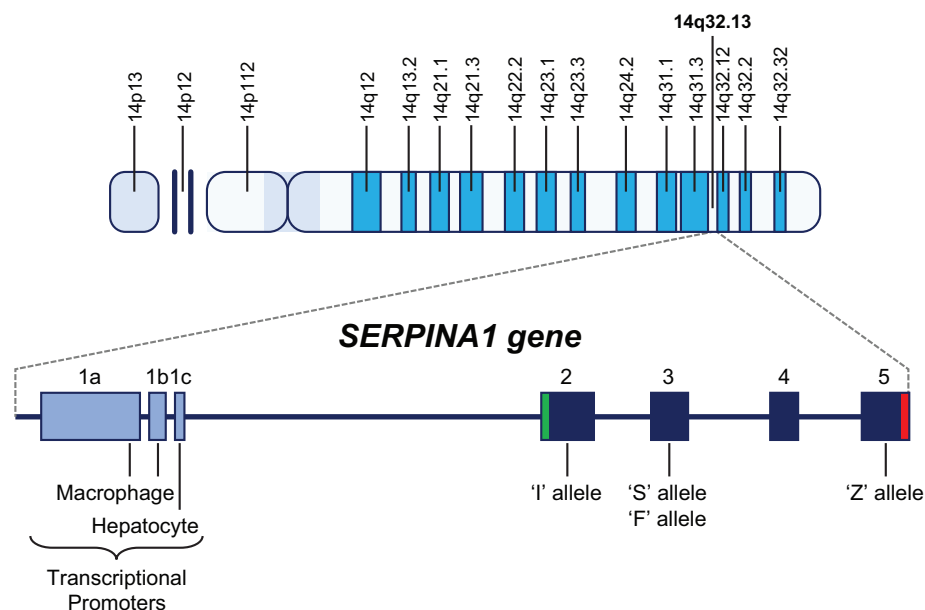 14q32.13
14p13
14p12
14p112
14q12
14q13.2
14q21.1
14q21.3
14q22.2
14q23.1
14q23.3
14q24.2
14q31.1
14q31.3
14q32.12
14q32.2
14q32.32
SERPINA1 gene
1a 1b 1c 2 3 4 5
Macrophage 'I' allele 'S' allele 'Z' allele
Hepatocyte 'F' allele
Transcriptional
Promoters